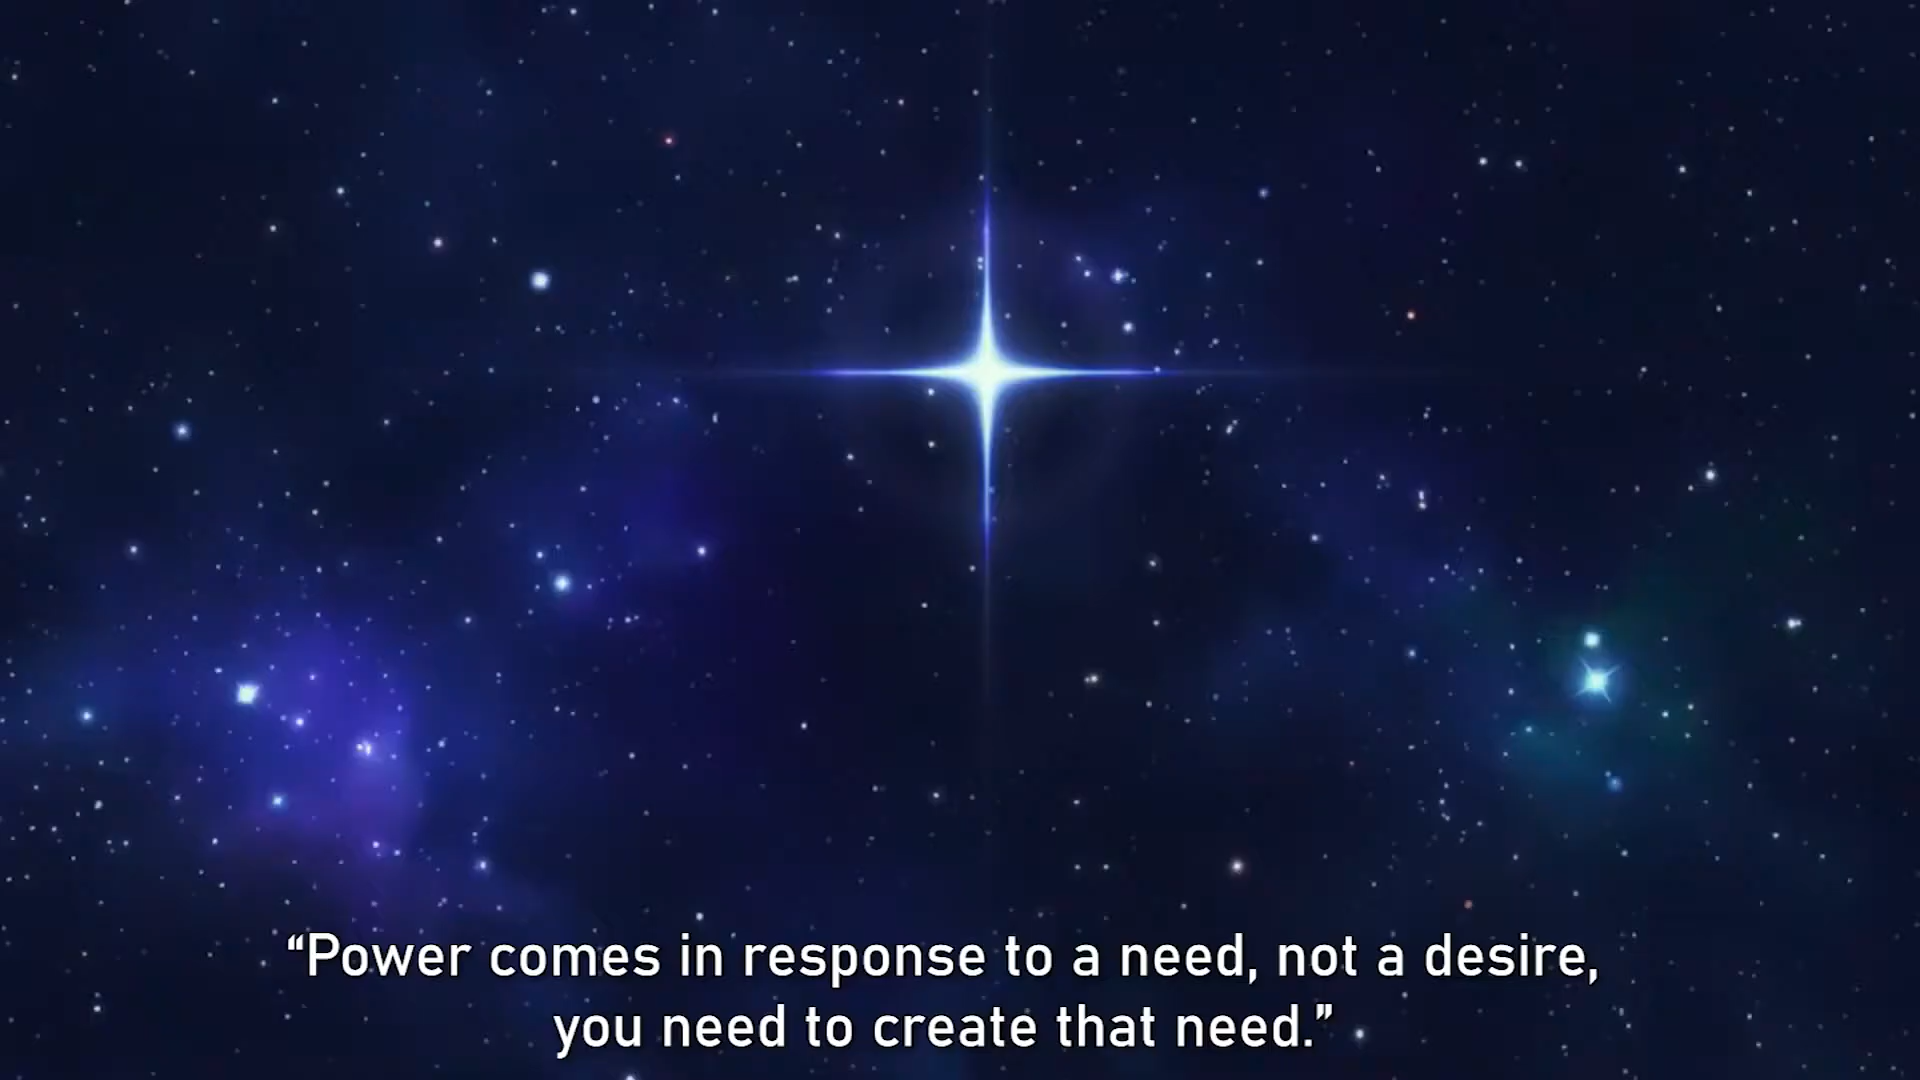 “Power comes in response to a need, not a desire,
you need to create that need.”